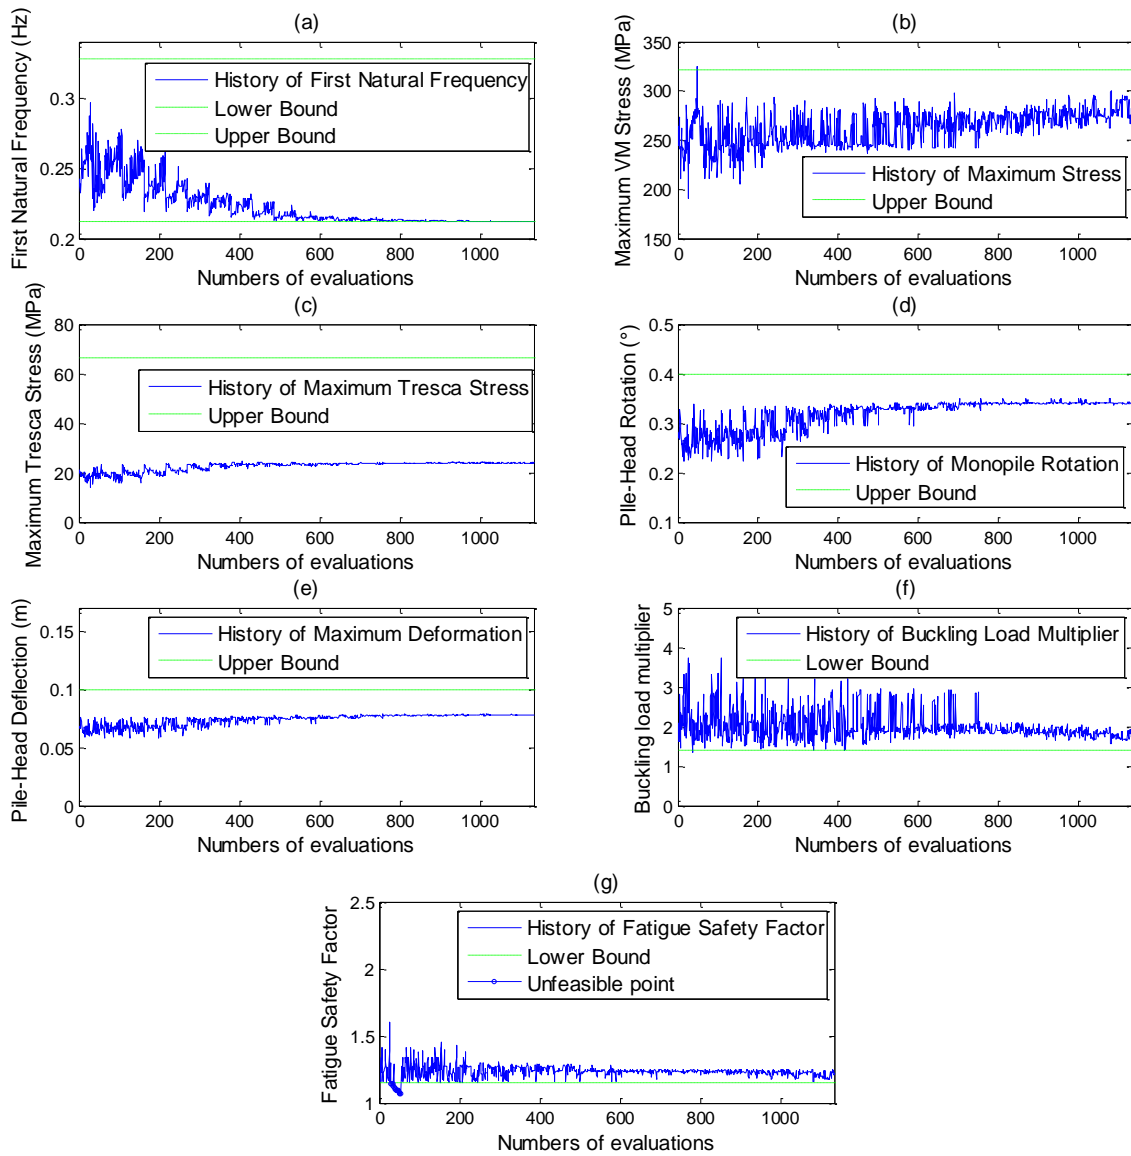 (a)
First Natural Frequency (Hz)
0.3
0.25
0.2
History of First Natural Frequency
Lower Bound
Upper Bound
0 200 400 600 800 1000
Numbers of evaluations
(b)
Maximum VM Stress (MPa)
350
300
250
200
150
History of Maximum Stress
Upper Bound
0 200 400 600 800 1000
Numbers of evaluations
(c)
Maximum Tresca Stress (MPa)
80
60
40
20
0
History of Maximum Tresca Stress
Upper Bound
0 200 400 600 800 1000
Numbers of evaluations
(d)
PIle-Head Rotation (°)
0.5
0.4
0.3
0.2
0.1
History of Monopile Rotation
Upper Bound
0 200 400 600 800 1000
Numbers of evaluations
(e)
Pile-Head Deflection (m)
0.15
0.1
0.05
0
History of Maximum Deformation
Upper Bound
0 200 400 600 800 1000
Numbers of evaluations
(f)
Buckling load multiplier
5
4
3
2
1
0
History of Buckling Load Multiplier
Lower Bound
0 200 400 600 800 1000
Numbers of evaluations
(g)
Fatigue Safety Factor
2.5
2
1.5
1
History of Fatigue Safety Factor
Lower Bound
Unfeasible point
0 200 400 600 800 1000
Numbers of evaluations